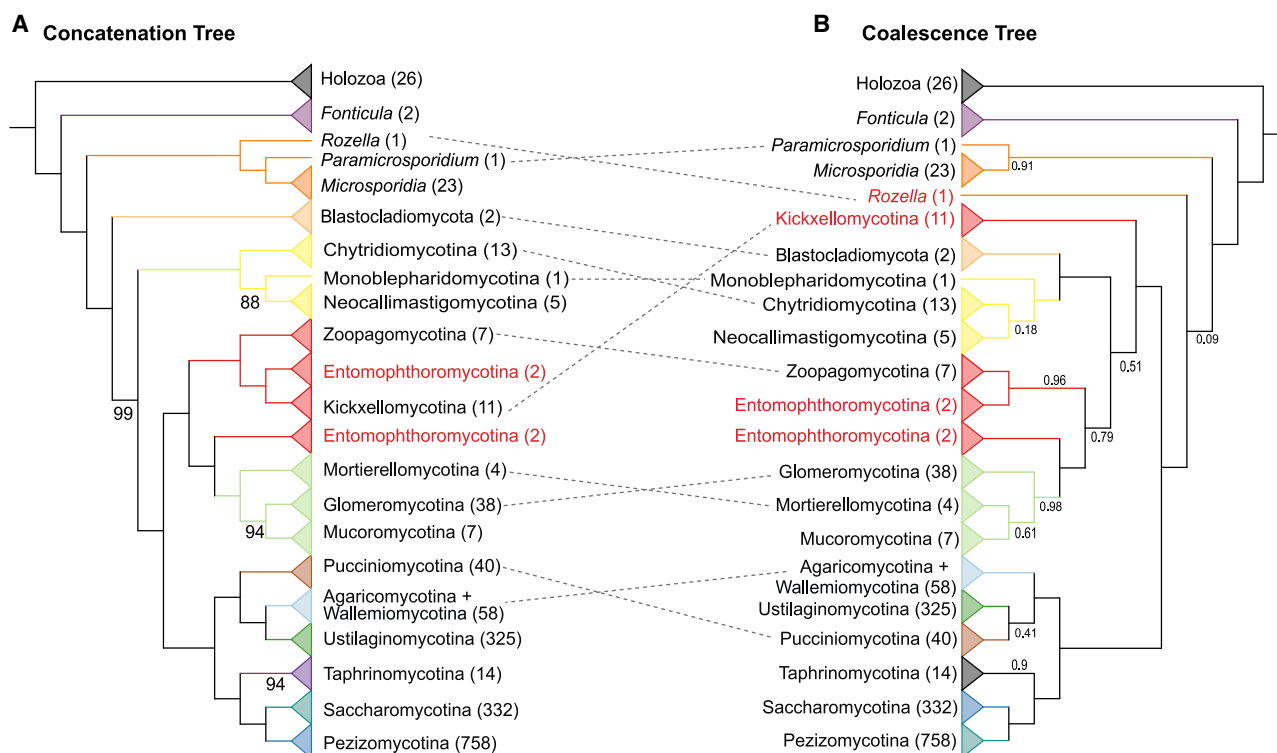 A Concatenation Tree
Holozoa (26)
Fonticula (2)
Rozella (1)
Paramicrosporidium (1)
Microsporidia (23)
Blastocladiomycota (2)
Chytridiomycotina (13)
Monoblepharidomycotina (1)
88
Neocallimastigomycotina (5)
Zoopagomycotina (7)
Entomophthoromycotina (2)
Kickxellomycotina (11)
99
Entomophthoromycotina (2)
Mortierellomycotina (4)
Glomeromycotina (38)
94
Mucoromycotina (7)
Pucciniomycotina (40)
Agaricomycotina +
Wallemiomycotina (58)
Ustilaginomycotina (325)
Taphrinomycotina (14)
94
Saccharomycotina (332)
Pezizomycotina (758)
B Coalescence Tree
Holozoa (26)
Fonticula (2)
Paramicrosporidium (1)
0.91
Microsporidia (23)
Rozella (1)
Kickxellomycotina (11)
Blastocladiomycota (2)
Monoblepharidomycotina (1)
Chytridiomycotina (13)
0.18
Neocallimastigomycotina (5)
0.09
0.51
Zoopagomycotina (7)
0.96
Entomophthoromycotina (2)
0.79
Entomophthoromycotina (2)
Glomeromycotina (38)
Mortierellomycotina (4)
0.98
0.61
Mucoromycotina (7)
Agaricomycotina +
Wallemiomycotina (58)
Ustilaginomycotina (325)
0.41
Pucciniomycotina (40)
0.9
Taphrinomycotina (14)
Saccharomycotina (332)
Pezizomycotina (758)